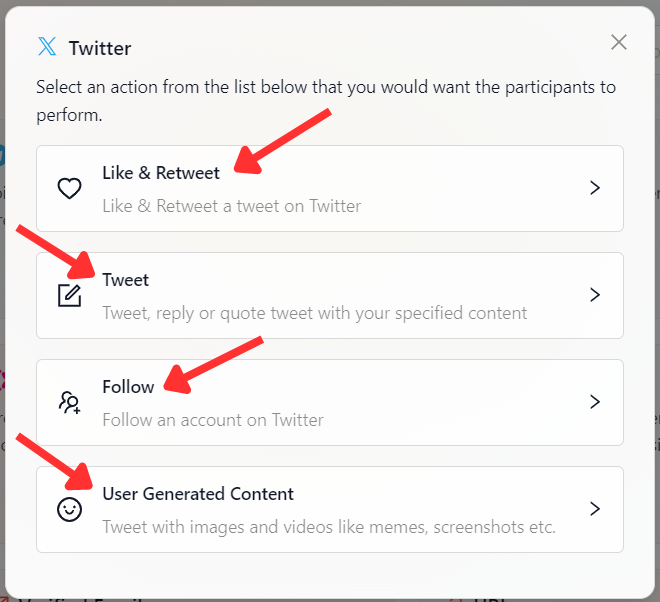 Twitter
Select an action from the list below that you would want the participants to
perform.
Like & Retweet
Like & Retweet a tweet on Twitter
Tweet
Tweet, reply or quote tweet with your specified content
Follow
Follow an account on Twitter
User Generated Content
Tweet with images and videos like memes, screenshots etc.